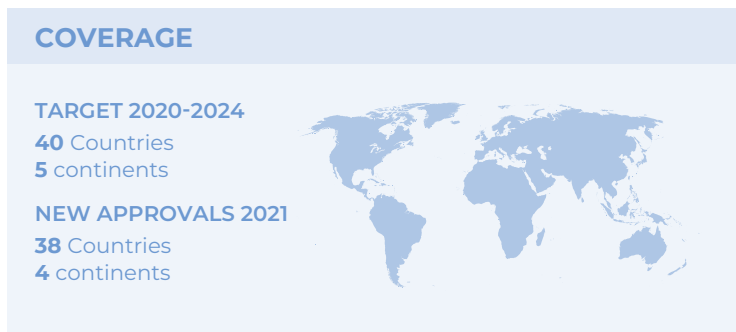 COVERAGE
TARGET 2020-2024
40 Countries
5 continents
NEW APPROVALS 2021
38 Countries
4 continents